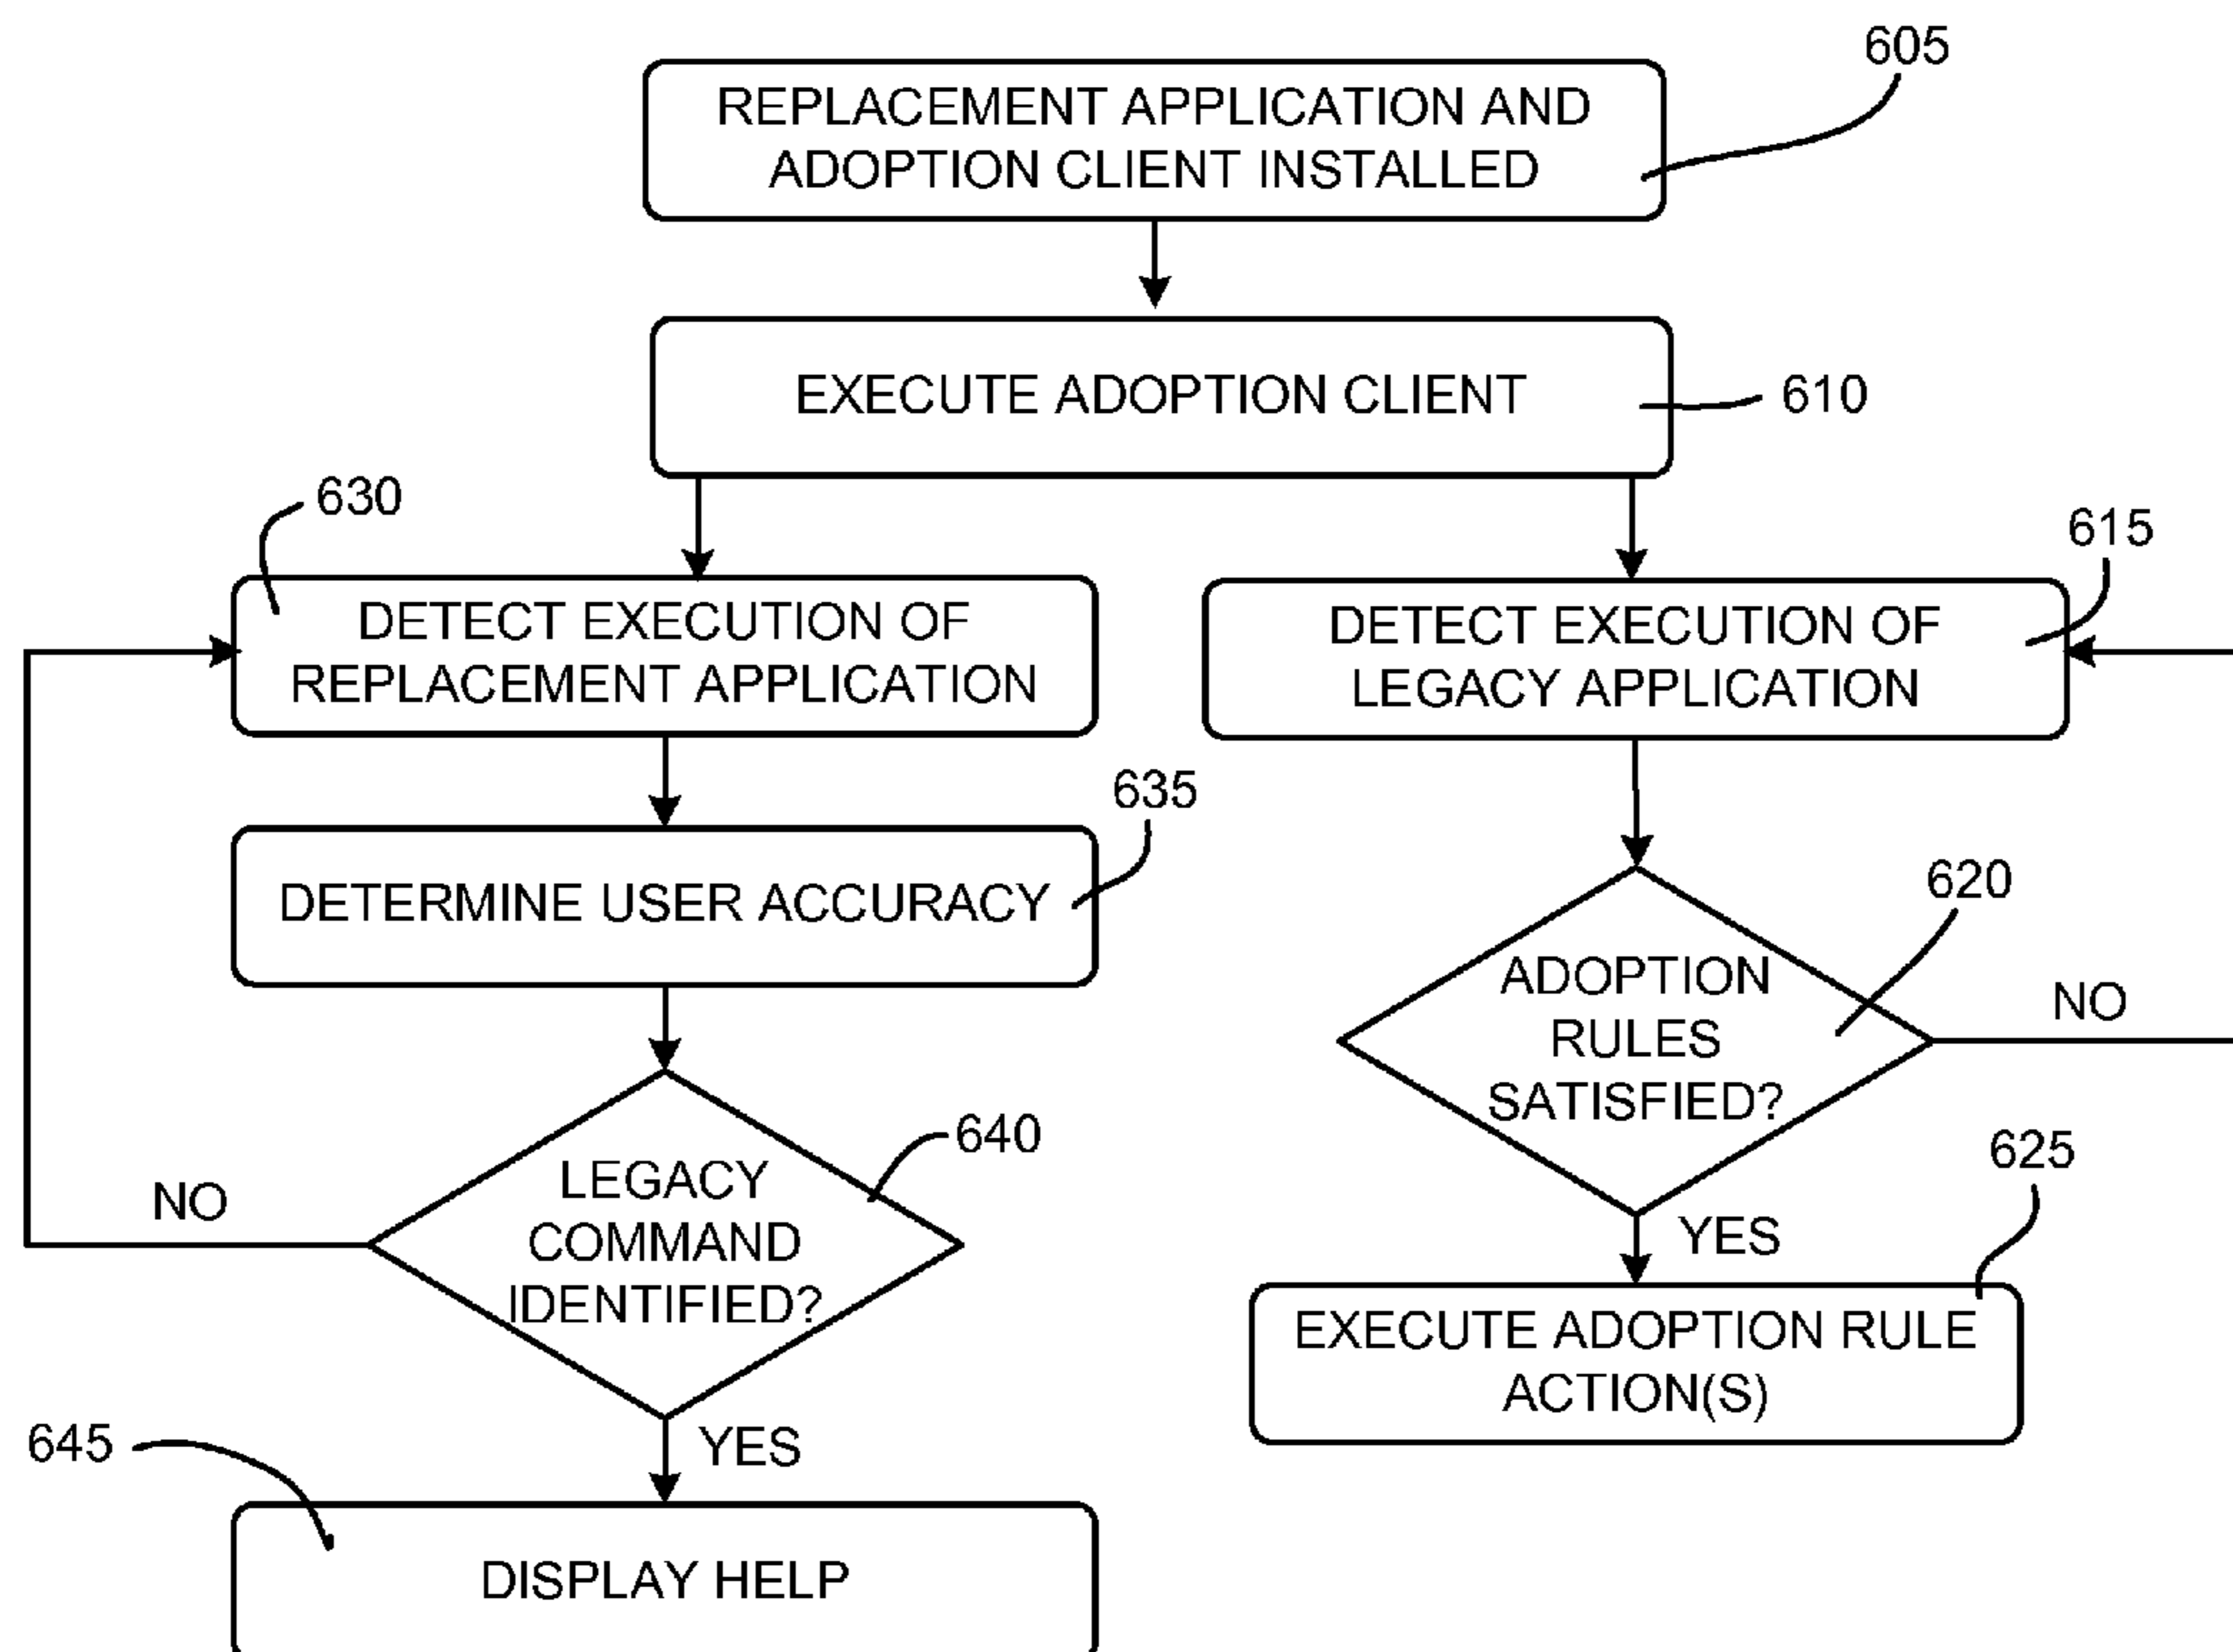 605
REPLACEMENT APPLICATION AND
ADOPTION CLIENT INSTALLED
EXECUTE ADOPTION CLIENT
610
630
DETECT EXECUTION OF
REPLACEMENT APPLICATION
615
DETECT EXECUTION OF
LEGACY APPLICATION
635
DETERMINE USER ACCURACY
620
ADOPTION
RULES
SATISFIED?
NO
640
LEGACY
COMMAND
IDENTIFIED?
NO
YES
625
EXECUTE ADOPTION RULE
ACTION(S)
YES
645
DISPLAY HELP